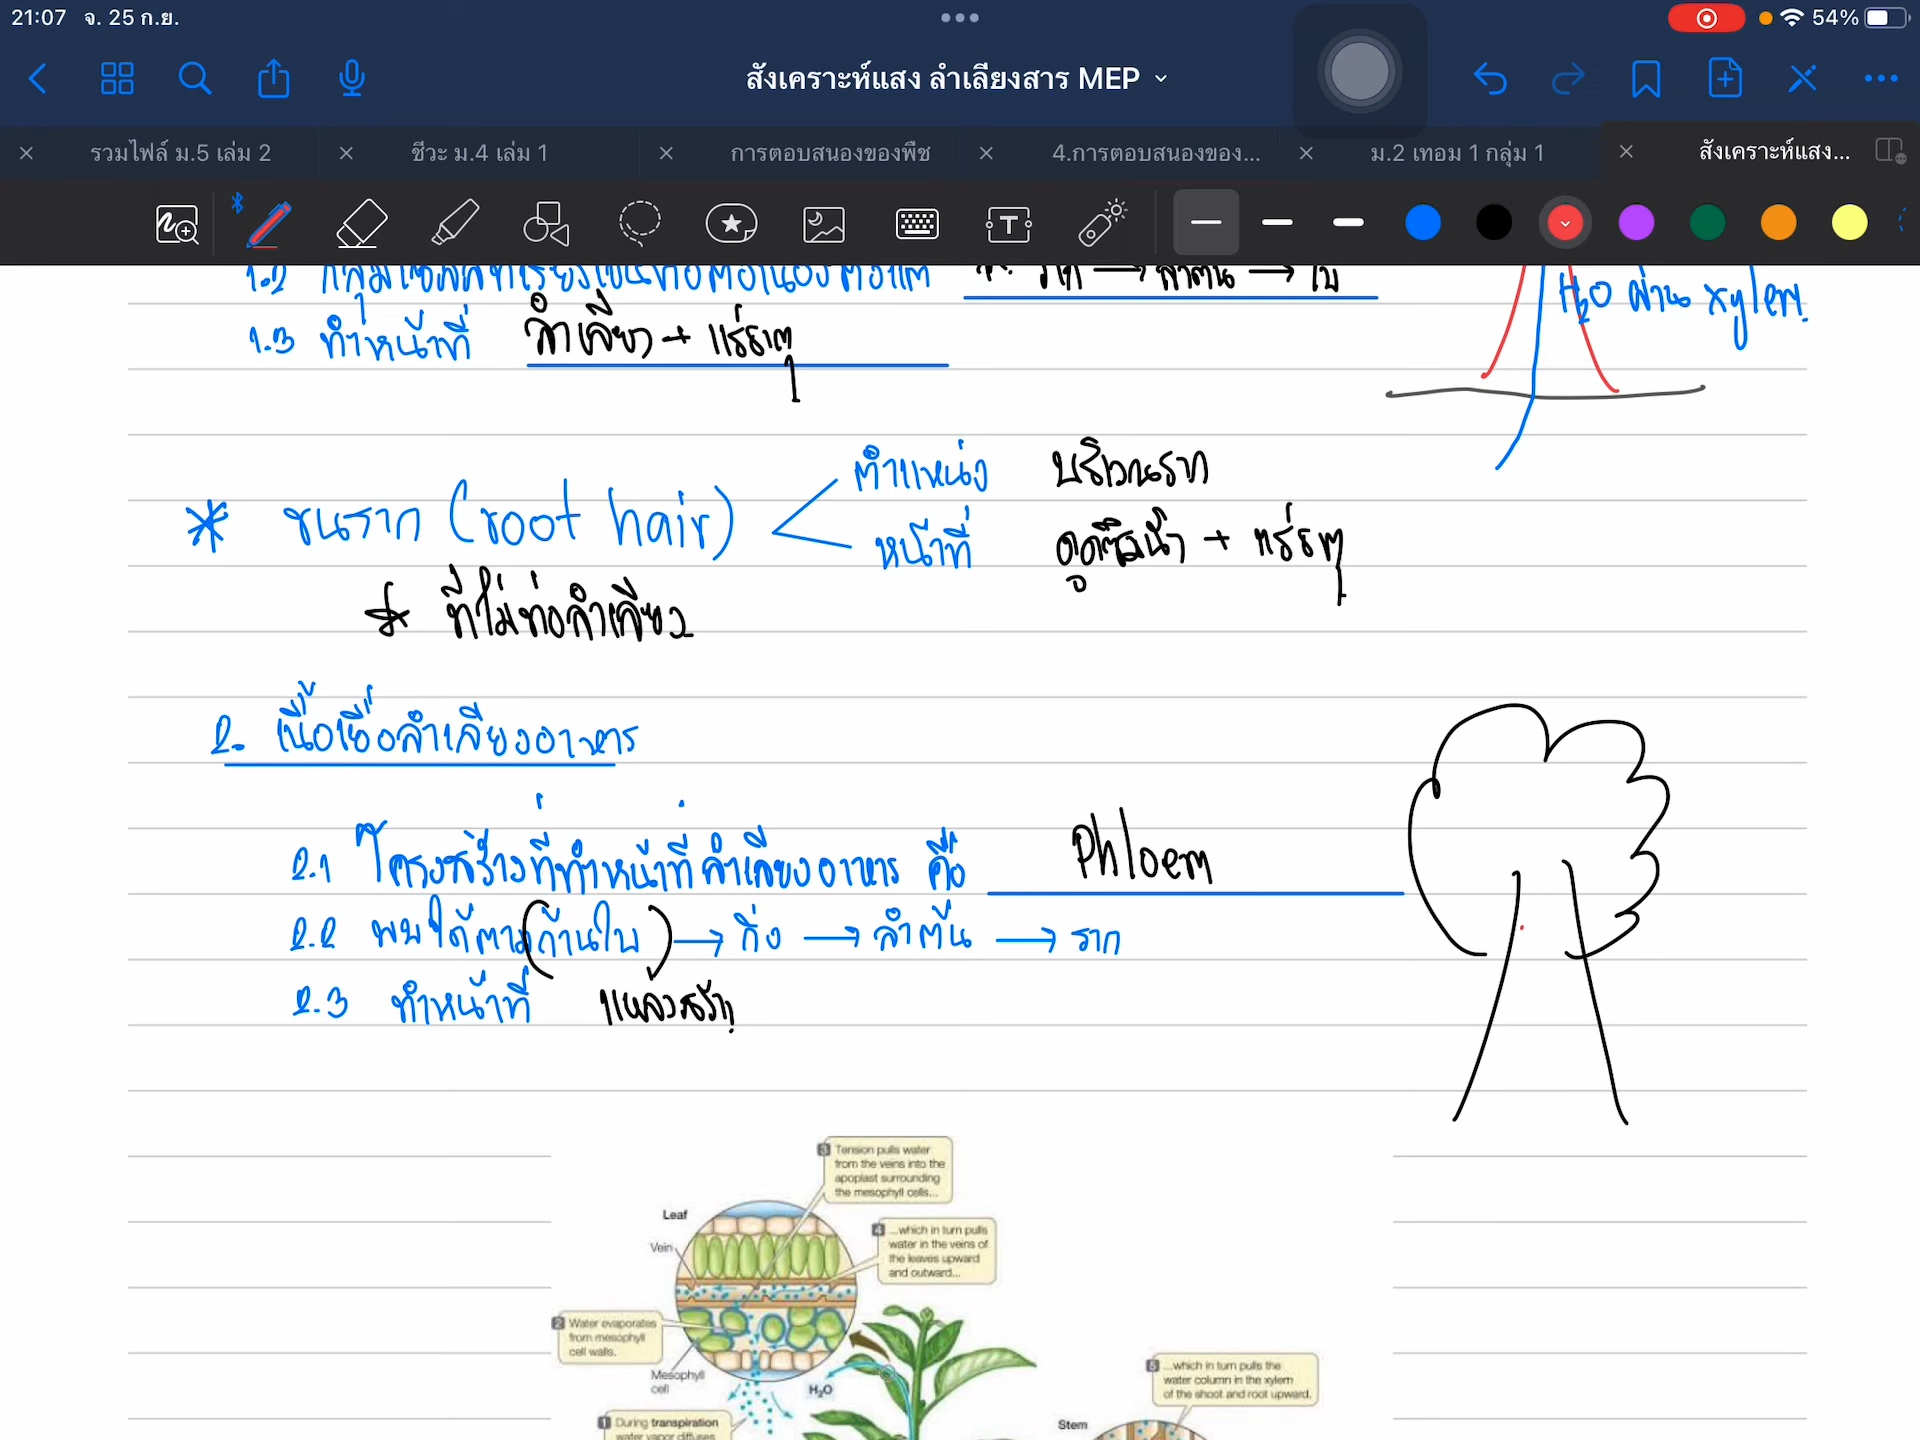 21:07 จ. 25 ก.ย.
54%
สังเคราะห์แสง ลำเลียงสาร MEP
รวมไฟล์ ม.5 เล่ม 2
ชีวะ ม.4 เล่ม 1
การตอบสนองของพืช
4.การตอบสนองของ...
ม.2 เทอม 1 กลุ่ม 1
สังเคราะห์แสง...
ราก → ลำต้น → ใบ
H₂O ผ่าน xylem.
1.3 ทำหน้าที่ ลำเลียง + แร่ธาตุ
* ขนราก (root hair)
ตำแหน่ง บริเวณราก
หน้าที่ ดูดซึมน้ำ + แร่ธาตุ
ที่ไม่ท่อลำเลียง
2. เนื้อเยื่อลำเลียงอาหาร
2.1 โครงสร้างที่ทำหน้าที่ลำเลียงอาหาร คือ Phloem
2.2 พบได้ตาม(ก้านใบ) → กิ่ง → ลำต้น → ราก
2.3 ทำหน้าที่
3 Tension pulls water
from the veins into the
apoplast surrounding
the mesophyll cells...
Leaf
Vein
4 ...which in turn pulls
water in the veins of
the leaves upward
and outward...
2 Water evaporates
from mesophyll
cell walls.
Mesophyll
cell
H₂O
5 ...which in turn pulls the
water column in the xylem
of the shoot and root upward.
1 During transpiration
water vapor diffuses
Stem